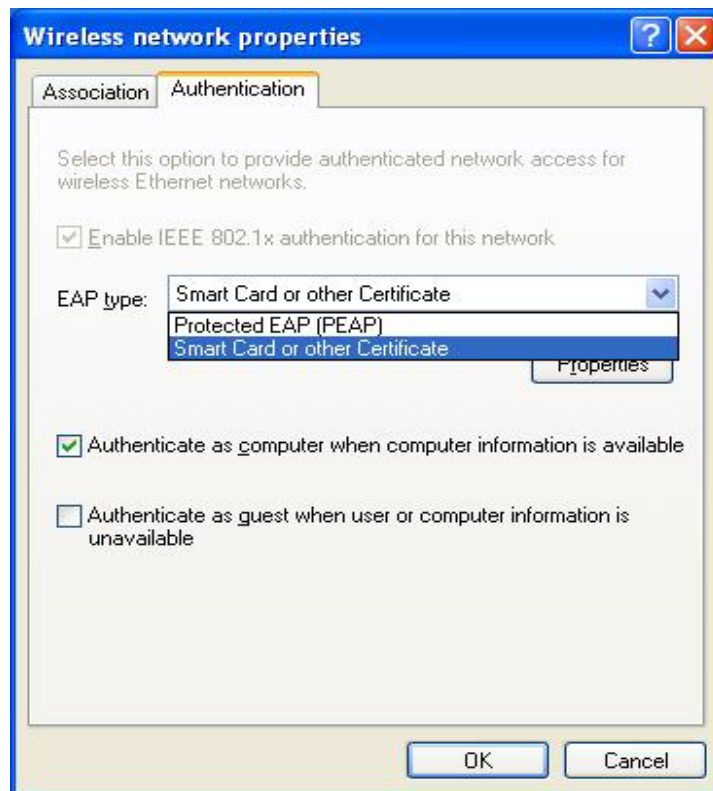 Wireless network properties
Association
Authentication
Select this option to provide authenticated network access for
wireless Ethernet networks.
Enable IEEE 802.1x authentication for this network
EAP type:
Smart Card or other Certificate
Protected EAP (PEAP)
Smart Card or other Certificate
Properties
Authenticate as computer when computer information is available
Authenticate as guest when user or computer information is
unavailable
OK
Cancel